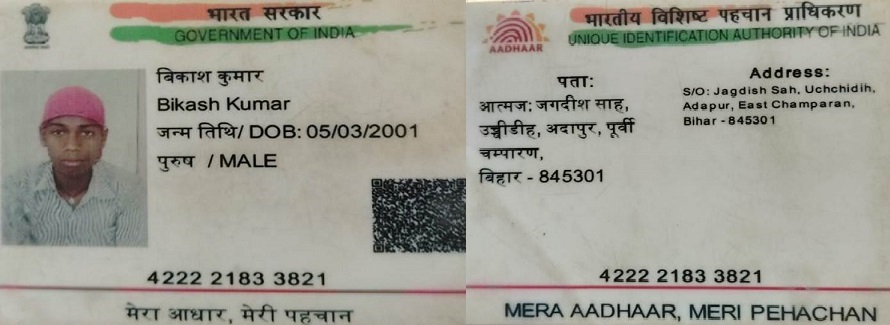 भारत सरकार
GOVERNMENT OF INDIA
बिकाश कुमार
Bikash Kumar
जन्म तिथि/ DOB: 05/03/2001
पुरुष / MALE
4222 2183 3821
मेरा आधार, मेरी पहचान
भारतीय विशिष्ट पहचान प्राधिकरण
UNIQUE IDENTIFICATION AUTHORITY OF INDIA
AADHAAR
पता:
आत्मज: जगदीश साह,
उच्चीडीह, अदापुर, पूर्वी
चम्पारण,
बिहार - 845301
Address:
S/O: Jagdish Sah, Uchchidih,
Adapur, East Champaran,
Bihar - 845301
4222 2183 3821
MERA AADHAAR, MERI PEHACHAN